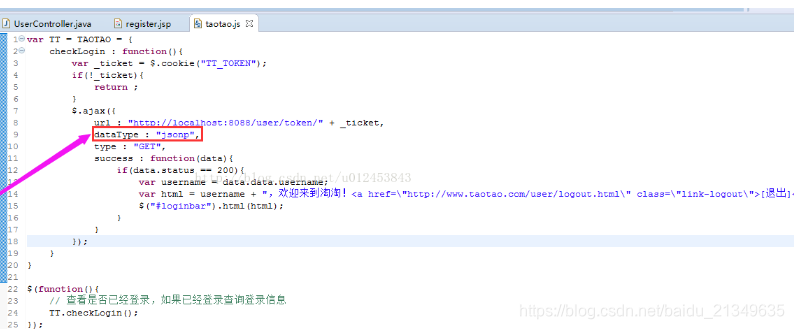 UserController.java register.jsp taotao.js
1 var TT = TAOTAO = {
2 checkLogin : function(){
3 var _ticket = $.cookie("TT_TOKEN");
4 if(!_ticket){
5 return ;
6 }
7 $.ajax({
8 url : "http://localhost:8088/user/token/" + _ticket,
9 dataType : "jsonp",
10 type : "GET",
11 success : function(data){
12 if(data.status == 200){
http://blog.csdn.net/u012453843
13 var username = data.data.username;
14 var html = username + "，欢迎来到淘淘！<a href=\"http://www.taotao.com/user/logout.html\" class=\"link-logout\">[退出]<
15 $("#loginbar").html(html);
16 }
17 }
18 });
19 }
20 }
21
22 $(function(){
23 // 查看是否已经登录，如果已经登录查询登录信息
24 TT.checkLogin();
25 });
https://blog.csdn.net/baidu_21349635